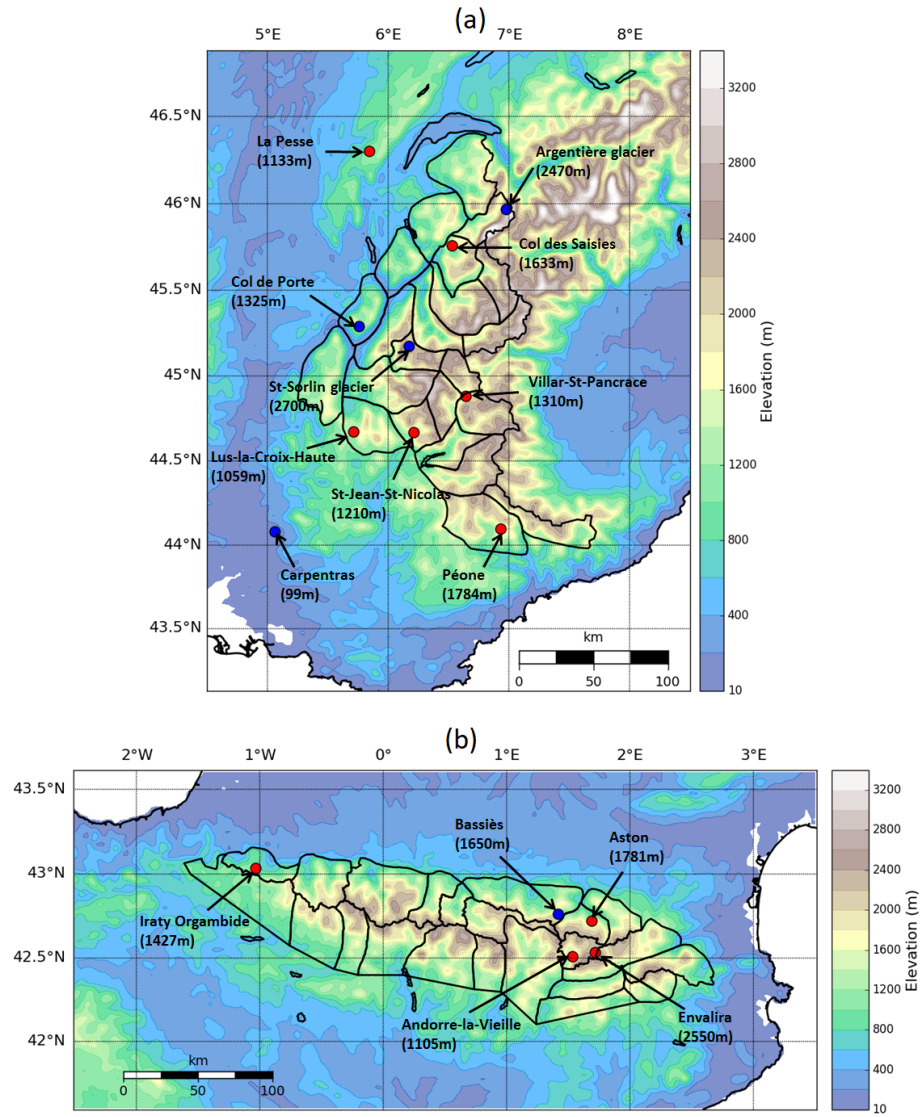 (a)
5°E 6°E 7°E 8°E
46.5°N
46°N
45.5°N
45°N
44.5°N
44°N
43.5°N
La Pesse
(1133m)
Argentière glacier
(2470m)
Col des Saisies
(1633m)
Col de Porte
(1325m)
St-Sorlin glacier
(2700m)
Villar-St-Pancrace
(1310m)
Lus-la-Croix-Haute
(1059m)
St-Jean-St-Nicolas
(1210m)
Carpentras
(99m)
Péone
(1784m)
km
0 50 100
3200
2800
2400
2000
1600
1200
800
400
10
Elevation (m)
(b)
2°W 1°W 0° 1°E 2°E 3°E
43.5°N
43°N
42.5°N
42°N
Bassiès
(1650m)
Aston
(1781m)
Iraty Orgambide
(1427m)
Andorre-la-Vieille
(1105m)
Envalira
(2550m)
km
0 50 100
3200
2800
2400
2000
1600
1200
800
400
10
Elevation (m)